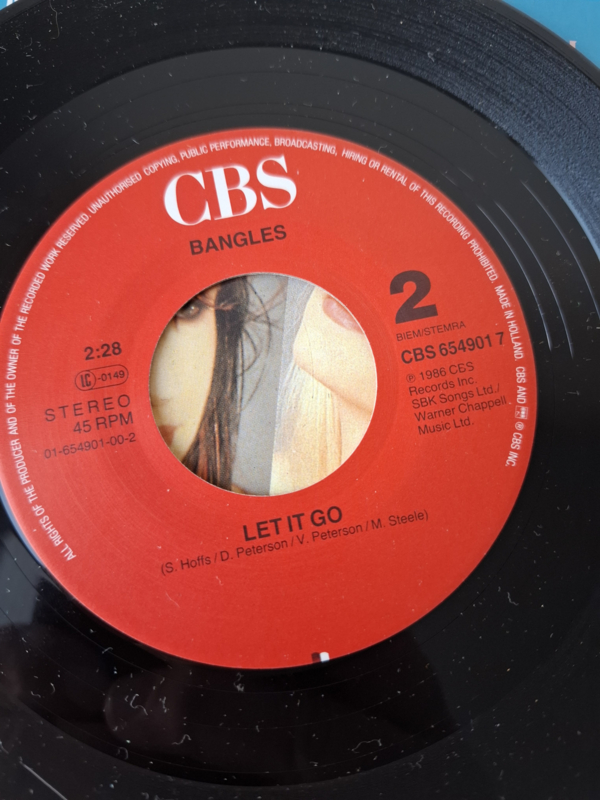 ALL RIGHTS OF THE PRODUCER AND OF THE OWNER OF THE RECORDED WORK RESERVED. UNAUTHORISED COPYING, PUBLIC PERFORMANCE, BROADCASTING, HIRING OR RENTAL OF THIS RECORDING PROHIBITED. MADE IN HOLLAND. CBS AND ® CBS INC.
CBS
BANGLES
2
BIEM/STEMRA
CBS 654901 7
℗ 1986 CBS
Records Inc.
SBK Songs Ltd./
Warner Chappell
Music Ltd.
2:28
LC -0149
STEREO
45 RPM
01-654901-00-2
LET IT GO
(S. Hoffs / D. Peterson / V. Peterson / M. Steele)